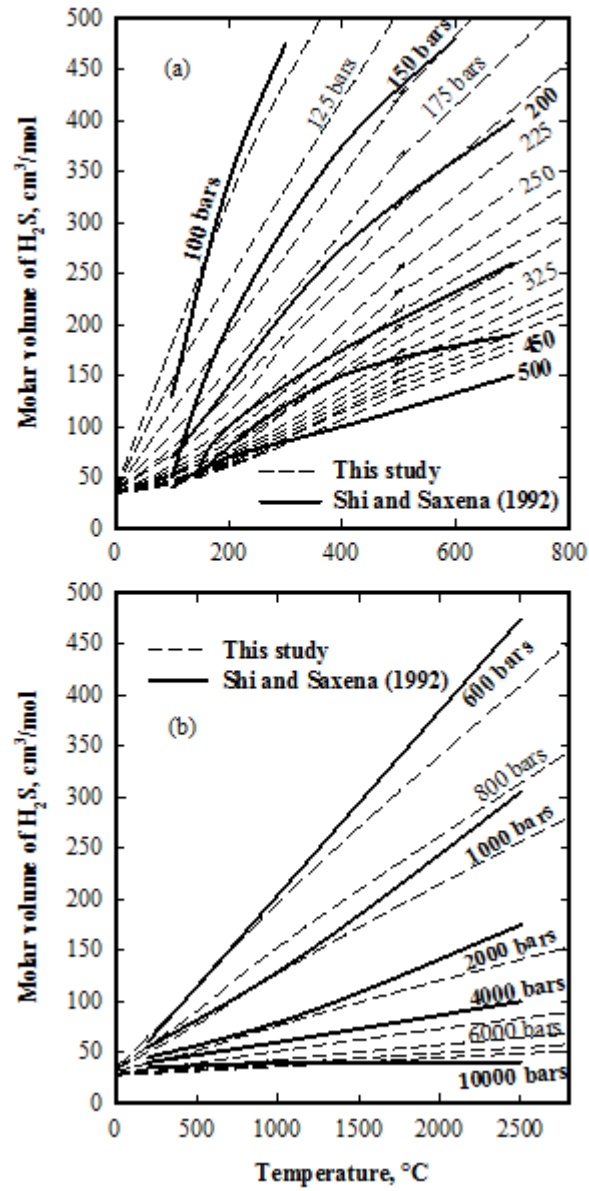 500
450
400
350
300
250
200
150
100
50
0
Molar volume of H₂S, cm³/mol
(a)
100 bars
125 bars
150 bars
175 bars
200
225
250
325
450
500
This study
Shi and Saxena (1992)
0
200
400
600
800
500
450
400
350
300
250
200
150
100
50
0
Molar volume of H₂S, cm³/mol
This study
Shi and Saxena (1992)
(b)
600 bars
800 bars
1000 bars
2000 bars
4000 bars
6000 bars
10000 bars
0
500
1000
1500
2000
2500
Temperature, °C